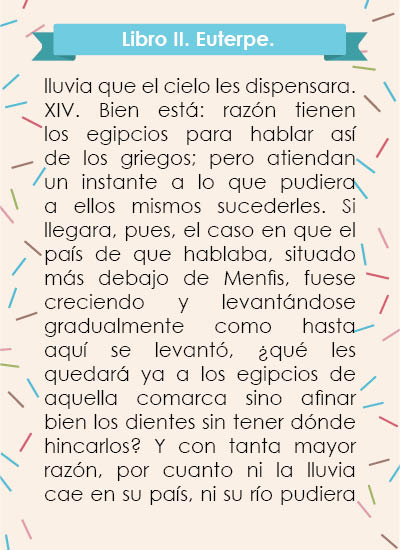 Libro II. Euterpe.
lluvia que el cielo les dispensara.
XIV. Bien está: razón tienen
los egipcios para hablar así
de los griegos; pero atiendan
un instante a lo que pudiera
a ellos mismos sucederles. Si
llegara, pues, el caso en que el
país de que hablaba, situado
más debajo de Menfis, fuese
creciendo y levantándose
gradualmente como hasta
aquí se levantó, ¿qué les
quedará ya a los egipcios de
aquella comarca sino afinar
bien los dientes sin tener dónde
hincarlos? Y con tanta mayor
razón, por cuanto ni la lluvia
cae en su país, ni su río pudiera